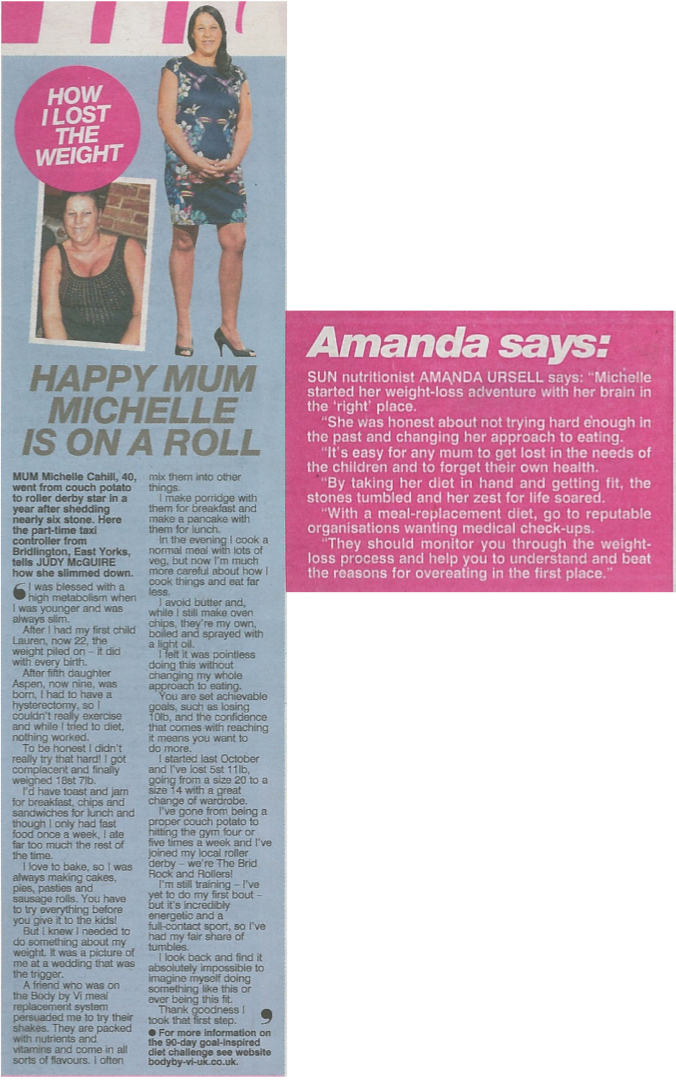 HOW
I LOST
THE
WEIGHT
HAPPY MUM
MICHELLE
IS ON A ROLL
MUM Michelle Cahill, 40,
went from couch potato
to roller derby star in a
year after shedding
nearly six stone. Here
the part-time taxi
controller from
Bridlington, East Yorks,
tells JUDY McGUIRE
how she slimmed down.
❛I was blessed with a
high metabolism when
I was younger and was
always slim.
After I had my first child
Lauren, now 22, the
weight piled on – it did
with every birth.
After fifth daughter
Aspen, now nine, was
born, I had to have a
hysterectomy, so I
couldn't really exercise
and while I tried to diet,
nothing worked.
To be honest I didn't
really try that hard! I got
complacent and finally
weighed 18st 7lb.
I'd have toast and jam
for breakfast, chips and
sandwiches for lunch and
though I only had fast
food once a week, I ate
far too much the rest of
the time.
I love to bake, so I was
always making cakes,
pies, pasties and
sausage rolls. You have
to try everything before
you give it to the kids!
But I knew I needed to
do something about my
weight. It was a picture of
me at a wedding that was
the trigger.
A friend who was on
the Body by Vi meal
replacement system
persuaded me to try their
shakes. They are packed
with nutrients and
vitamins and come in all
sorts of flavours. I often
mix them into other
things.
I make porridge with
them for breakfast and
make a pancake with
them for lunch.
In the evening I cook a
normal meal with lots of
veg, but now I'm much
more careful about how I
cook things and eat far
less.
I avoid butter and,
while I still make oven
chips, they're my own,
boiled and sprayed with
a light oil.
I felt it was pointless
doing this without
changing my whole
approach to eating.
You are set achievable
goals, such as losing
10lb, and the confidence
that comes with reaching
it means you want to
do more.
I started last October
and I've lost 5st 11lb,
going from a size 20 to a
size 14 with a great
change of wardrobe.
I've gone from being a
proper couch potato to
hitting the gym four or
five times a week and I've
joined my local roller
derby – we're The Brid
Rock and Rollers!
I'm still training – I've
yet to do my first bout –
but it's incredibly
energetic and a
full-contact sport, so I've
had my fair share of
tumbles.
I look back and find it
absolutely impossible to
imagine myself doing
something like this or
ever being this fit.
Thank goodness I
took that first step. ❜
● For more information on
the 90-day goal-inspired
diet challenge see website
bodyby-vi-uk.co.uk.
Amanda says:
SUN nutritionist AMANDA URSELL says: "Michelle
started her weight-loss adventure with her brain in
the 'right' place.
"She was honest about not trying hard enough in
the past and changing her approach to eating.
"It's easy for any mum to get lost in the needs of
the children and to forget their own health.
"By taking her diet in hand and getting fit, the
stones tumbled and her zest for life soared.
"With a meal-replacement diet, go to reputable
organisations wanting medical check-ups.
"They should monitor you through the weight-
loss process and help you to understand and beat
the reasons for overeating in the first place."